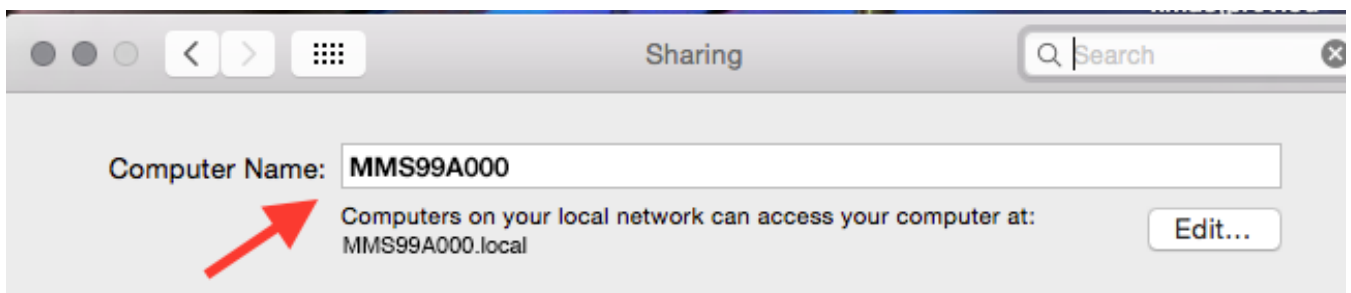 Sharing
Search
Computer Name: MMS99A000
Computers on your local network can access your computer at:
MMS99A000.local
Edit...